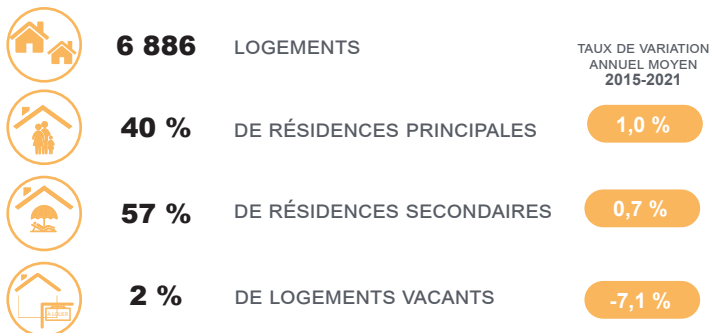 6 886 LOGEMENTS
TAUX DE VARIATION
ANNUEL MOYEN
2015-2021
40 % DE RÉSIDENCES PRINCIPALES 1,0 %
57 % DE RÉSIDENCES SECONDAIRES 0,7 %
2 % DE LOGEMENTS VACANTS -7,1 %